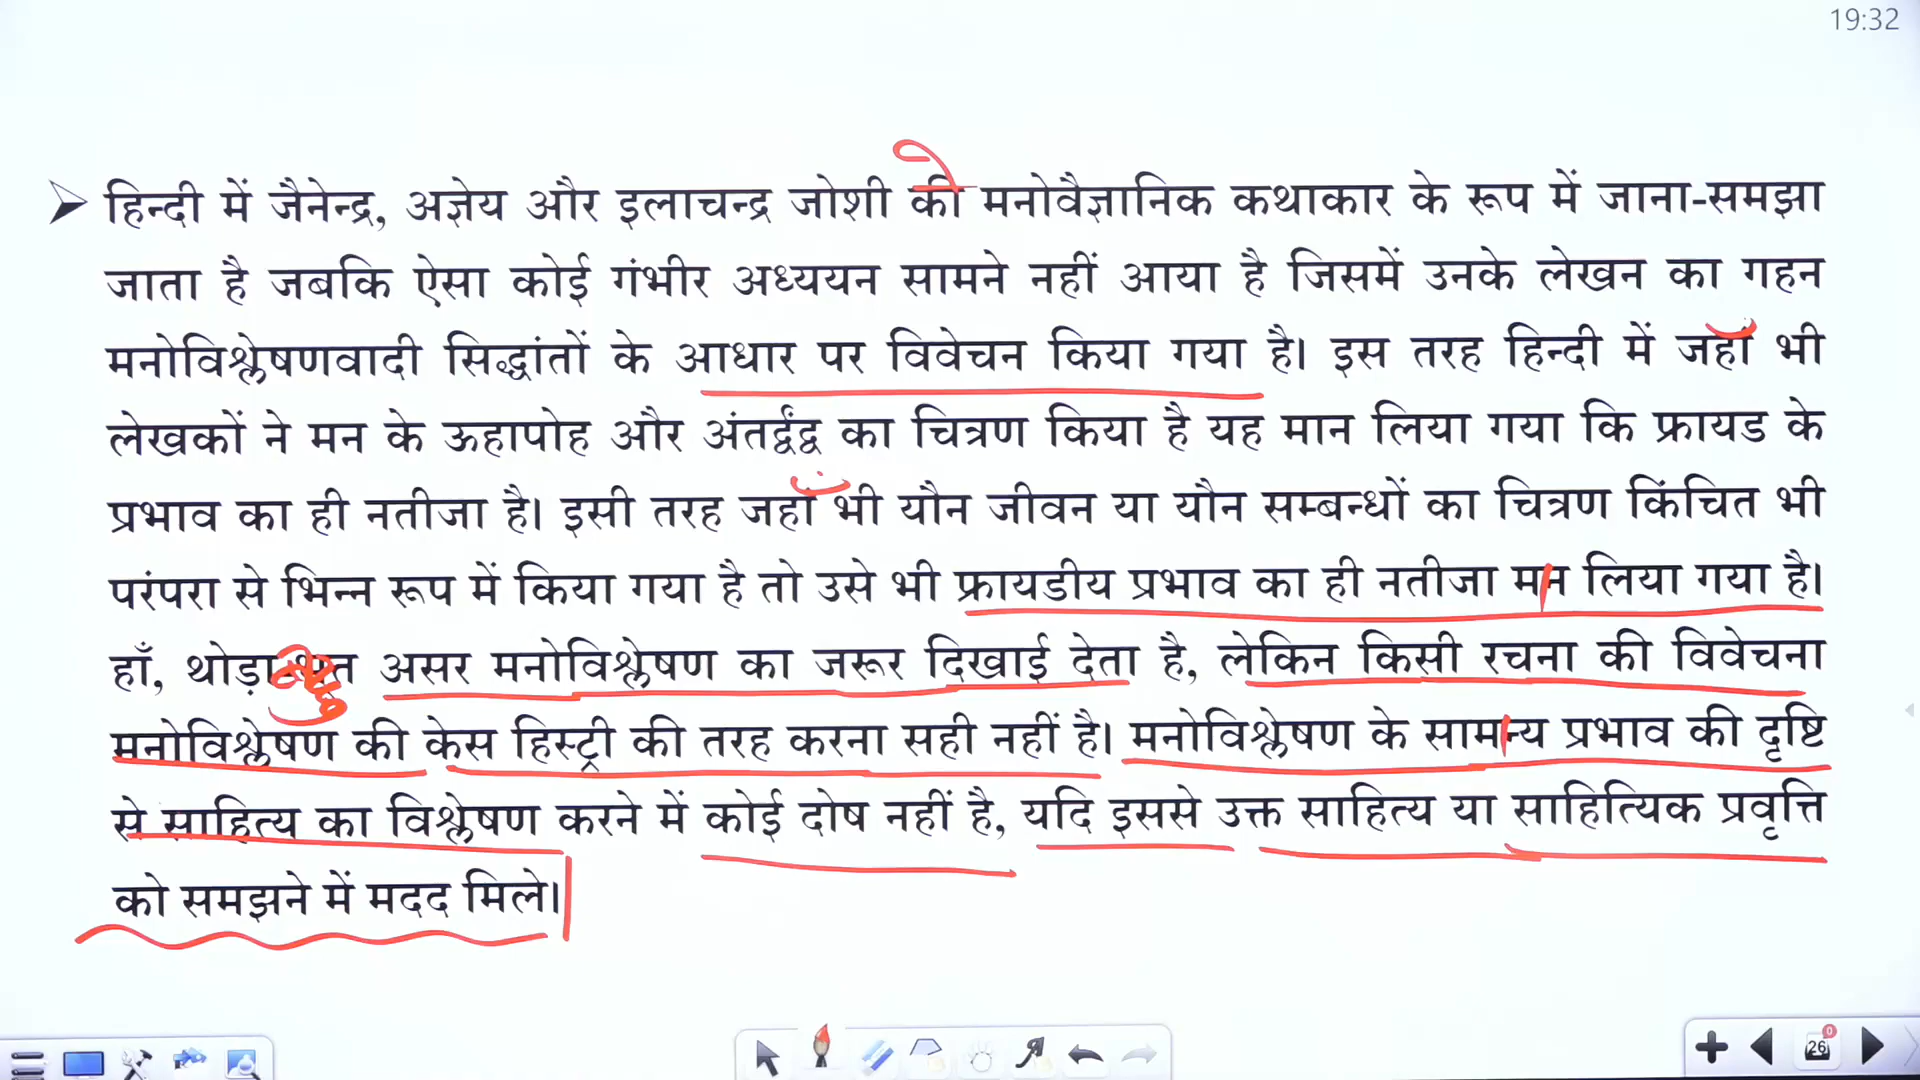 19:32
➢ हिन्दी में जैनेन्द्र, अज्ञेय और इलाचन्द्र जोशी की मनोवैज्ञानिक कथाकार के रूप में जाना-समझा
जाता है जबकि ऐसा कोई गंभीर अध्ययन सामने नहीं आया है जिसमें उनके लेखन का गहन
मनोविश्लेषणवादी सिद्धांतों के आधार पर विवेचन किया गया है। इस तरह हिन्दी में जहाँ भी
लेखकों ने मन के ऊहापोह और अंतर्द्वंद्व का चित्रण किया है यह मान लिया गया कि फ्रायड के
प्रभाव का ही नतीजा है। इसी तरह जहाँ भी यौन जीवन या यौन सम्बन्धों का चित्रण किंचित भी
परंपरा से भिन्न रूप में किया गया है तो उसे भी फ्रायडीय प्रभाव का ही नतीजा मन लिया गया है।
हाँ, थोड़ा असर मनोविश्लेषण का जरूर दिखाई देता है, लेकिन किसी रचना की विवेचना
मनोविश्लेषण की केस हिस्ट्री की तरह करना सही नहीं है। मनोविश्लेषण के सामन्य प्रभाव की दृष्टि
से साहित्य का विश्लेषण करने में कोई दोष नहीं है, यदि इससे उक्त साहित्य या साहित्यिक प्रवृत्ति
को समझने में मदद मिले।
0
26